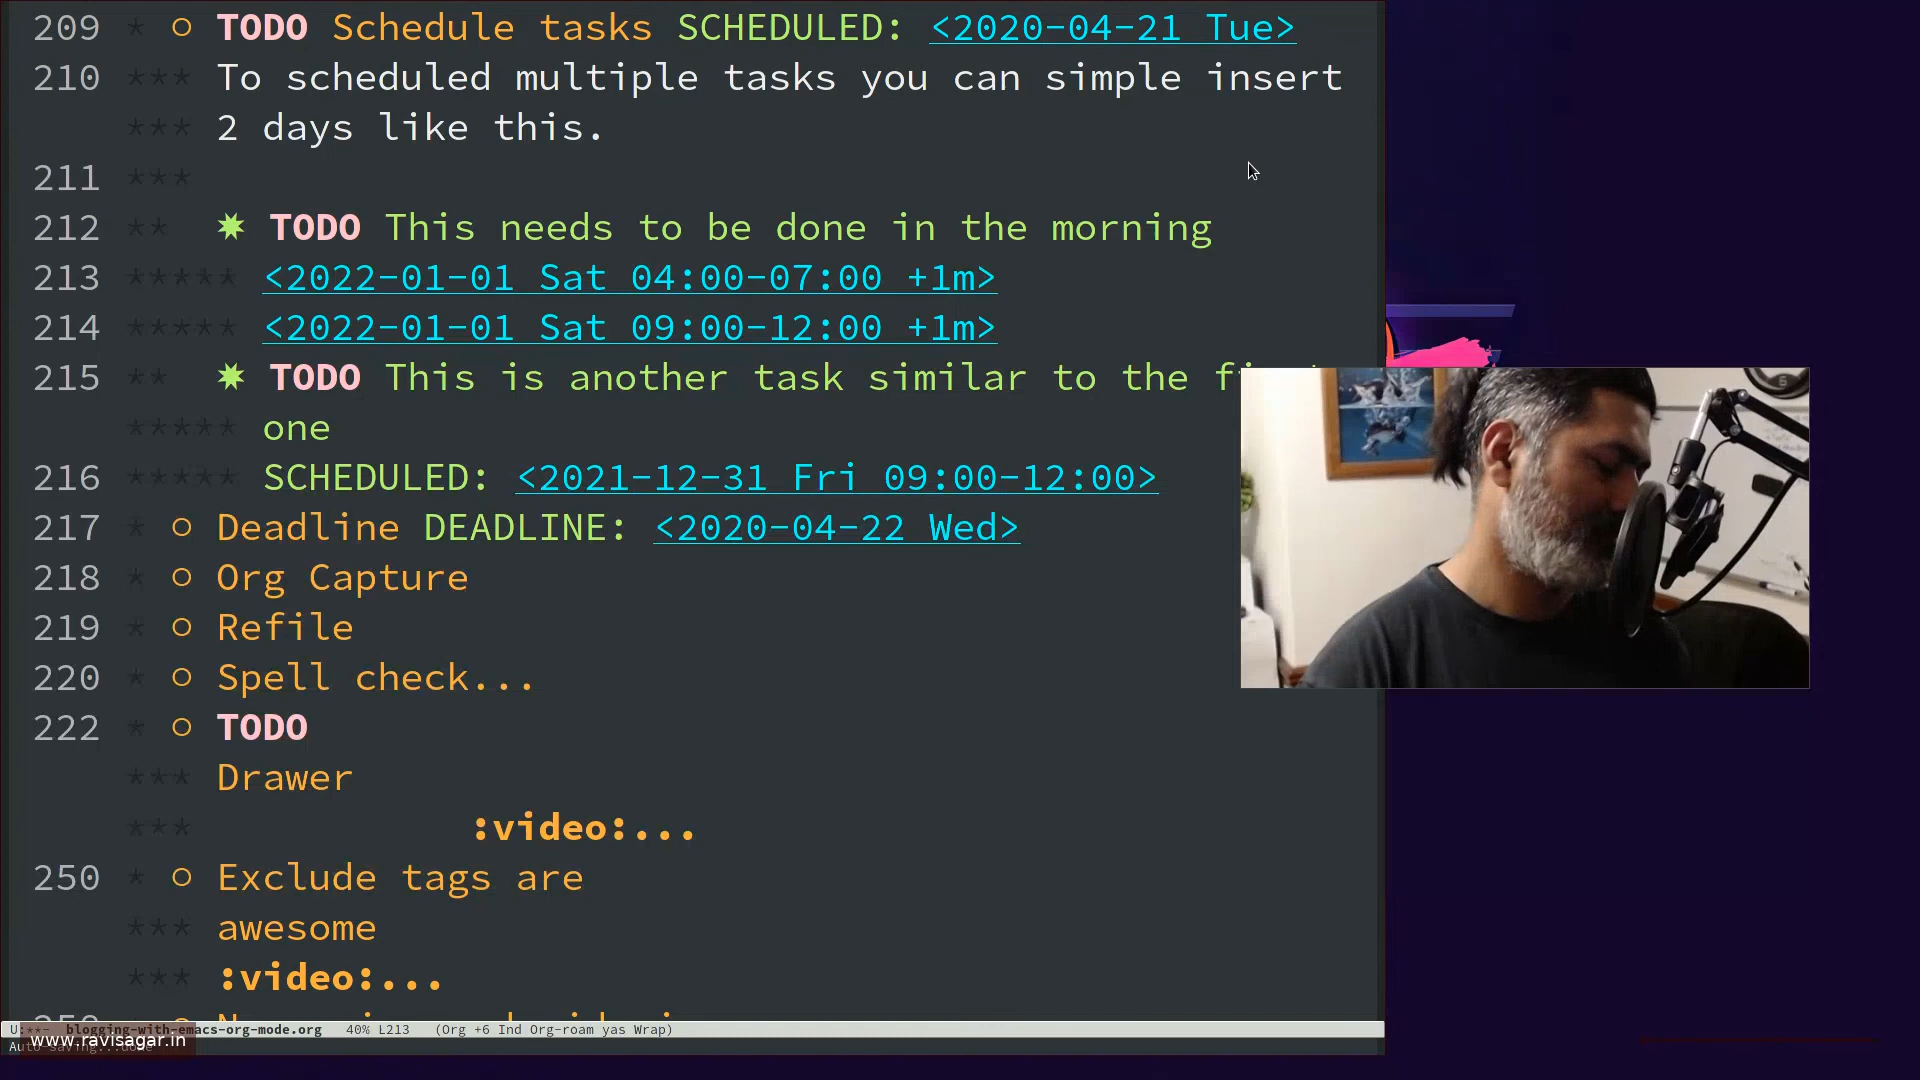 209 * ○ TODO Schedule tasks SCHEDULED: <2020-04-21 Tue>
210 *** To scheduled multiple tasks you can simple insert
*** 2 days like this.
211 ***
212 ** ✸ TODO This needs to be done in the morning
213 ***** <2022-01-01 Sat 04:00-07:00 +1m>
214 ***** <2022-01-01 Sat 09:00-12:00 +1m>
215 ** ✸ TODO This is another task similar to the
***** one
216 ***** SCHEDULED: <2021-12-31 Fri 09:00-12:00>
217 * ○ Deadline DEADLINE: <2020-04-22 Wed>
218 * ○ Org Capture
219 * ○ Refile
220 * ○ Spell check...
222 * ○ TODO
*** Drawer
*** :video:...
250 * ○ Exclude tags are
*** awesome
*** :video:...
U:**- blogging-with-emacs-org-mode.org 40% L213 (Org +6 Ind Org-roam yas Wrap)
www.ravisagar.in